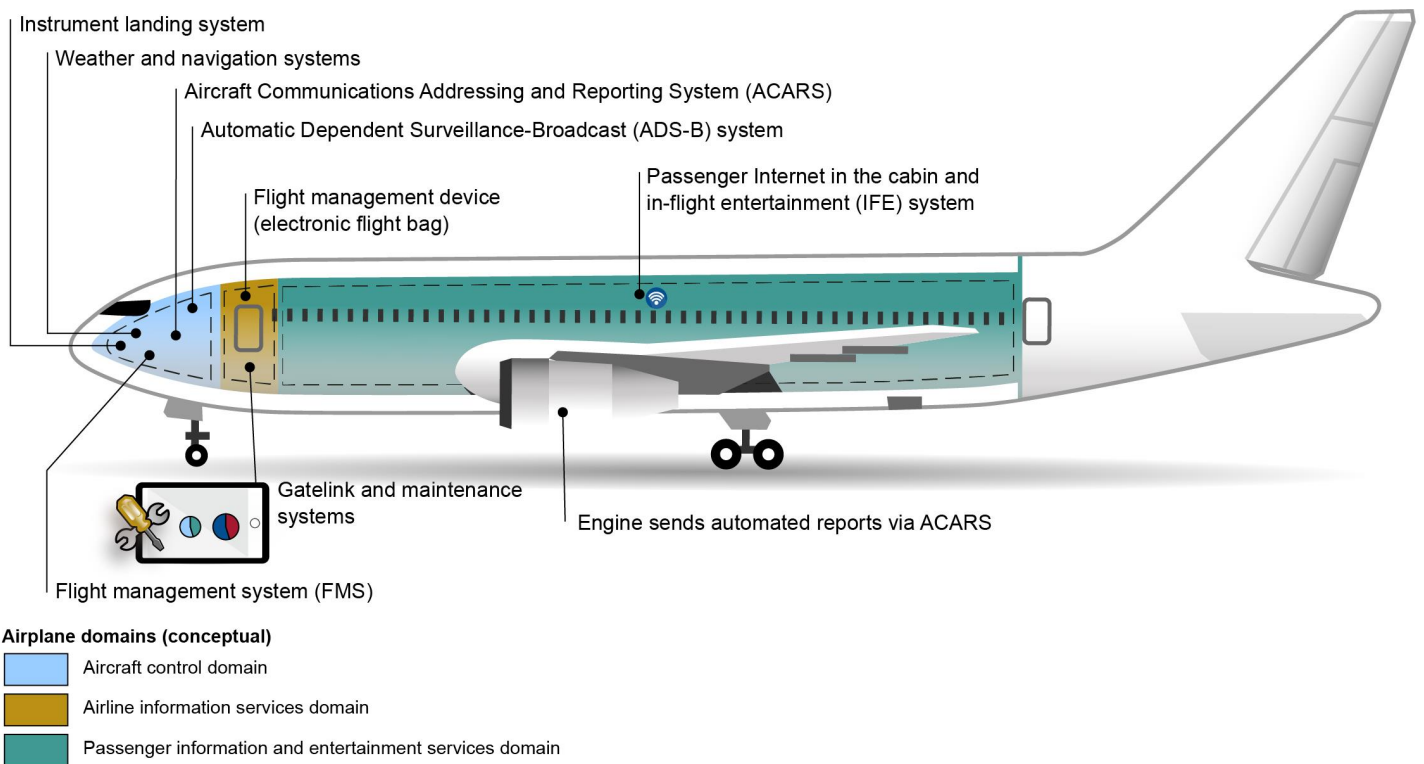 Instrument landing system
Weather and navigation systems
Aircraft Communications Addressing and Reporting System (ACARS)
Automatic Dependent Surveillance-Broadcast (ADS-B) system
Flight management device
(electronic flight bag)
Passenger Internet in the cabin and
in-flight entertainment (IFE) system
Gatelink and maintenance
systems
Engine sends automated reports via ACARS
Flight management system (FMS)
Airplane domains (conceptual)
Aircraft control domain
Airline information services domain
Passenger information and entertainment services domain